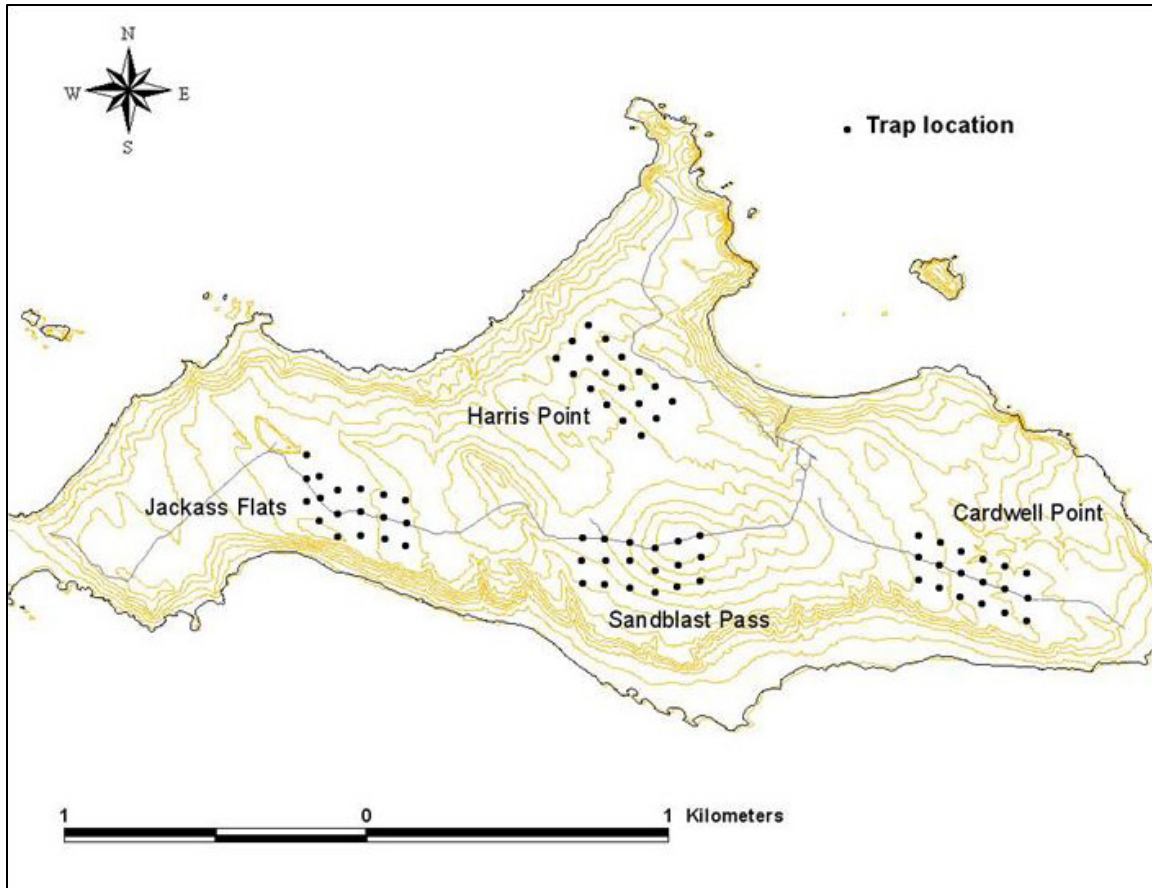 N
W E
S
Trap location
Harris Point
Jackass Flats
Cardwell Point
Sandblast Pass
1 0 1 Kilometers